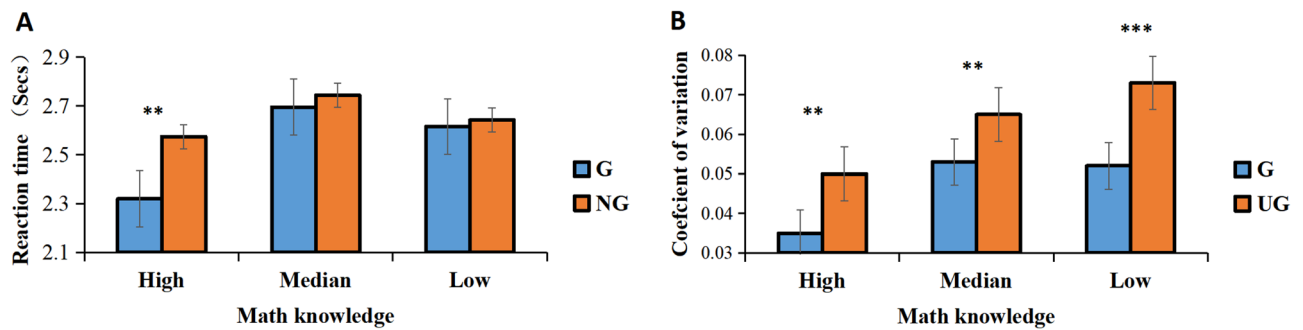 A
Reaction time（Secs）
2.9
2.7
2.5
2.3
2.1
**
High
Median
Low
Math knowledge
G
NG
B
Coefcient of variation
0.08
0.07
0.06
0.05
0.04
0.03
**
**
***
High
Median
Low
Math knowledge
G
UG